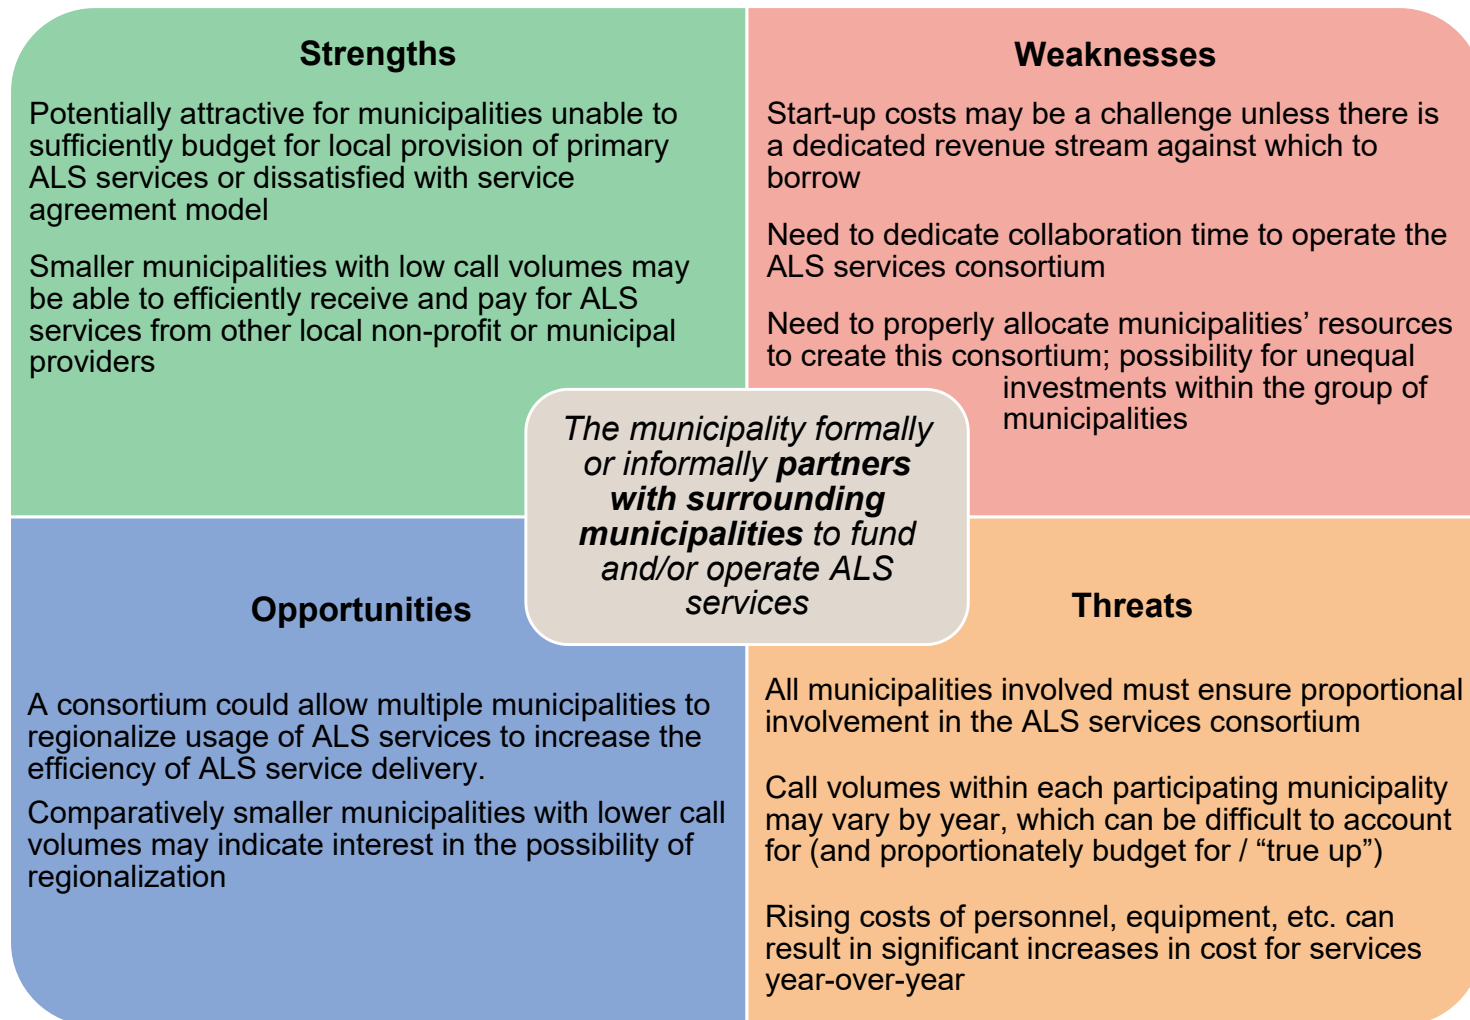 Strengths
Potentially attractive for municipalities unable to
sufficiently budget for local provision of primary
ALS services or dissatisfied with service
agreement model
Smaller municipalities with low call volumes may
be able to efficiently receive and pay for ALS
services from other local non-profit or municipal
providers
Weaknesses
Start-up costs may be a challenge unless there is
a dedicated revenue stream against which to
borrow
Need to dedicate collaboration time to operate the
ALS services consortium
Need to properly allocate municipalities’ resources
to create this consortium; possibility for unequal
investments within the group of
municipalities
The municipality formally
or informally partners
with surrounding
municipalities to fund
and/or operate ALS
services
Opportunities
A consortium could allow multiple municipalities to
regionalize usage of ALS services to increase the
efficiency of ALS service delivery.
Comparatively smaller municipalities with lower call
volumes may indicate interest in the possibility of
regionalization
Threats
All municipalities involved must ensure proportional
involvement in the ALS services consortium
Call volumes within each participating municipality
may vary by year, which can be difficult to account
for (and proportionately budget for / “true up”)
Rising costs of personnel, equipment, etc. can
result in significant increases in cost for services
year-over-year